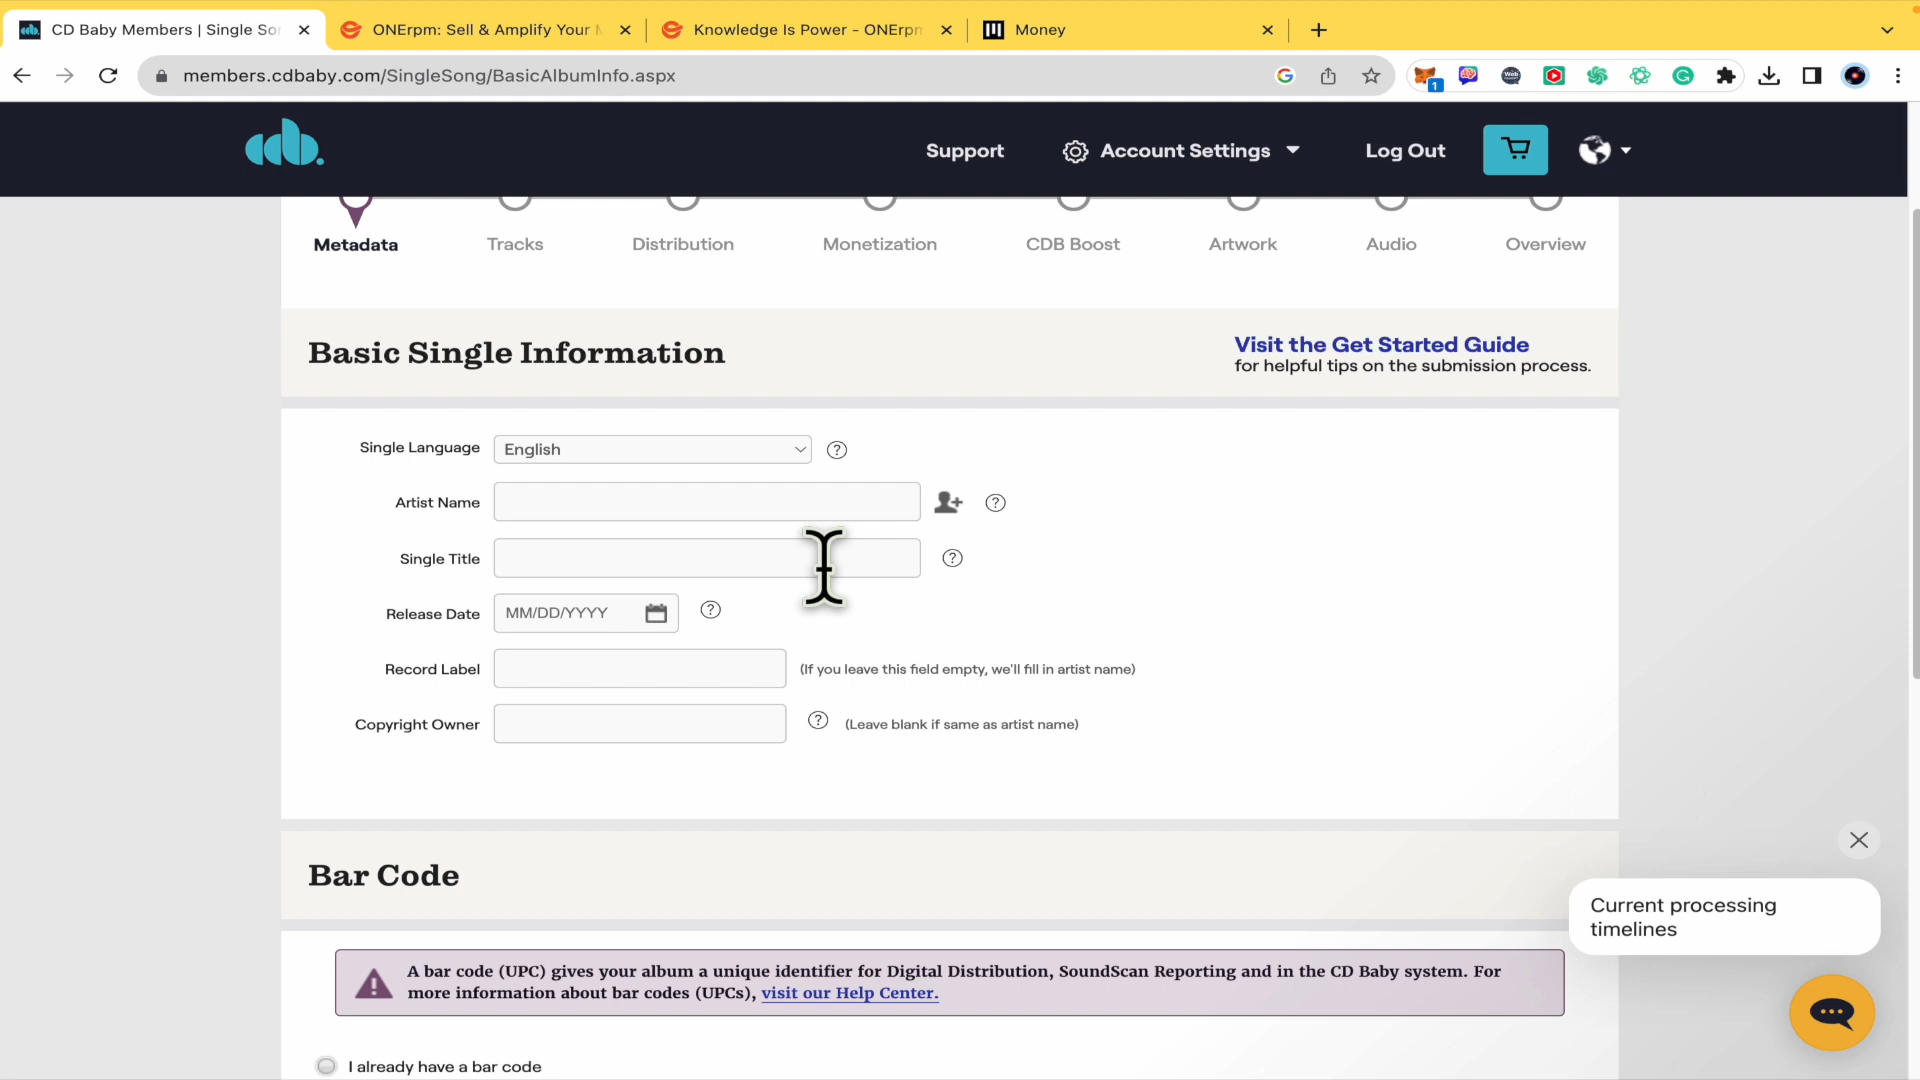 CD Baby Members | Single So
ONErpm: Sell & Amplify Your M
Knowledge Is Power - ONErpm
Money
members.cdbaby.com/SingleSong/BasicAlbumInfo.aspx
1
cdb.
Support
Account Settings
Log Out
Metadata
Tracks
Distribution
Monetization
CDB Boost
Artwork
Audio
Overview
Basic Single Information
Visit the Get Started Guide
for helpful tips on the submission process.
Single Language
English
?
Artist Name
?
Single Title
?
Release Date
MM/DD/YYYY
?
Record Label
(If you leave this field empty, we'll fill in artist name)
Copyright Owner
?
(Leave blank if same as artist name)
Bar Code
Current processing
timelines
A bar code (UPC) gives your album a unique identifier for Digital Distribution, SoundScan Reporting and in the CD Baby system. For
more information about bar codes (UPCs), visit our Help Center.
I already have a bar code